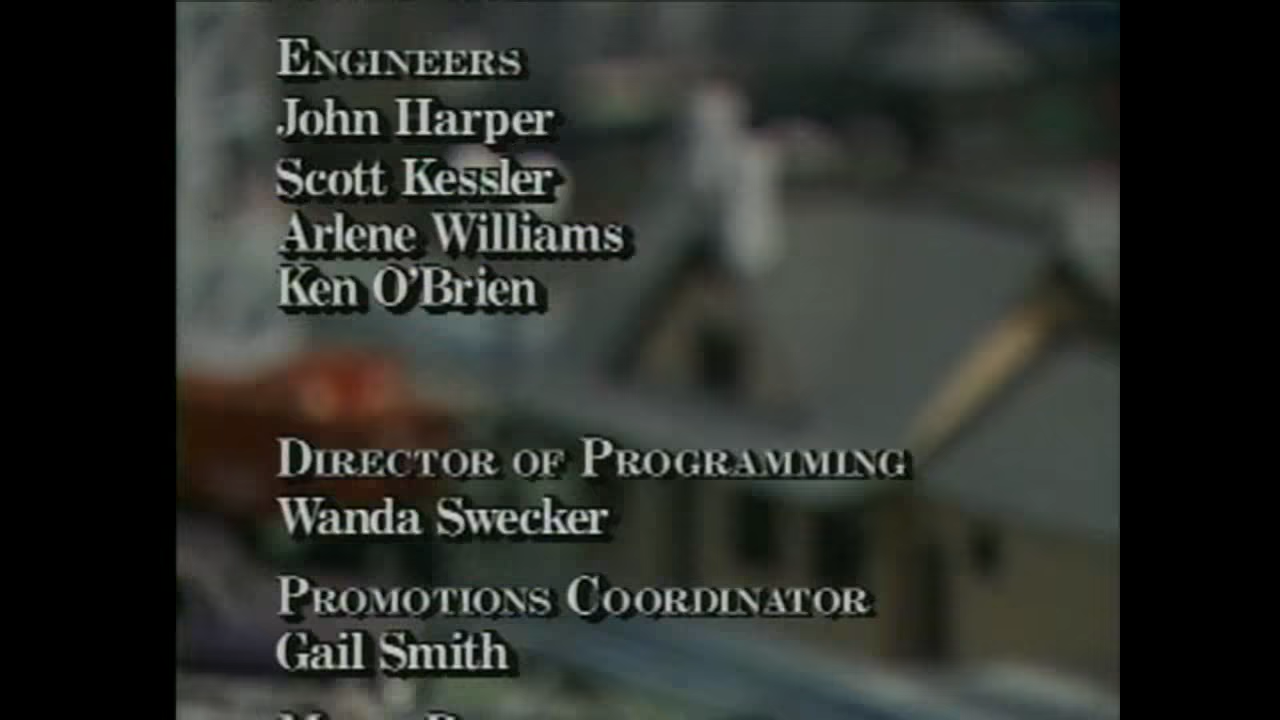 ENGINEERS
John Harper
Scott Kessler
Arlene Williams
Ken O'Brien
DIRECTOR OF PROGRAMMING
Wanda Swecker
PROMOTIONS COORDINATOR
Gail Smith